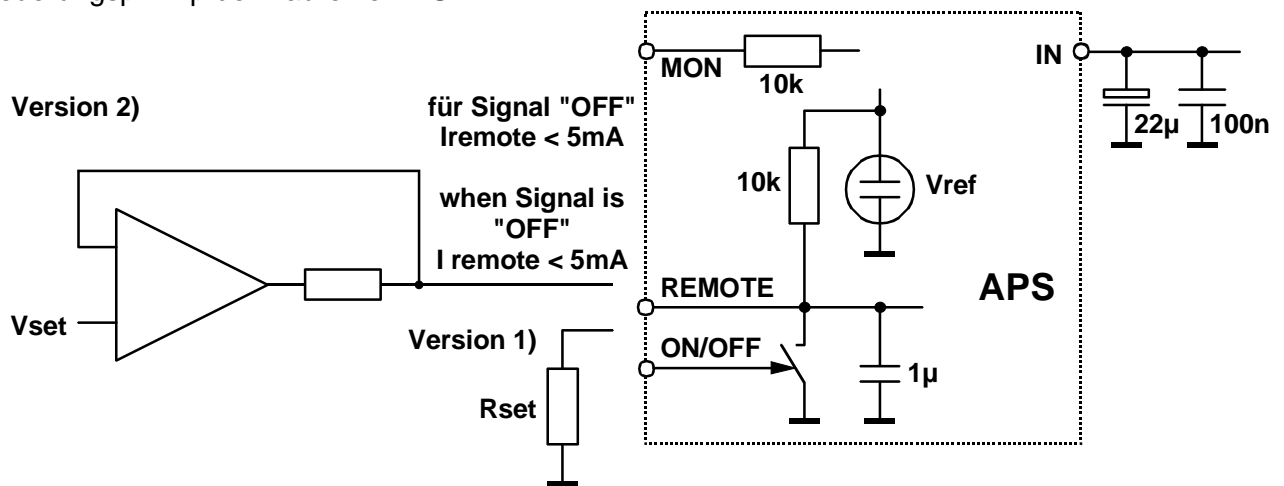 MON
10k
IN
22µ
100n
Version 2)
für Signal "OFF"
Iremote < 5mA
10k
Vref
when Signal is
"OFF"
I remote < 5mA
APS
REMOTE
Vset
Version 1)
ON/OFF
1µ
Rset